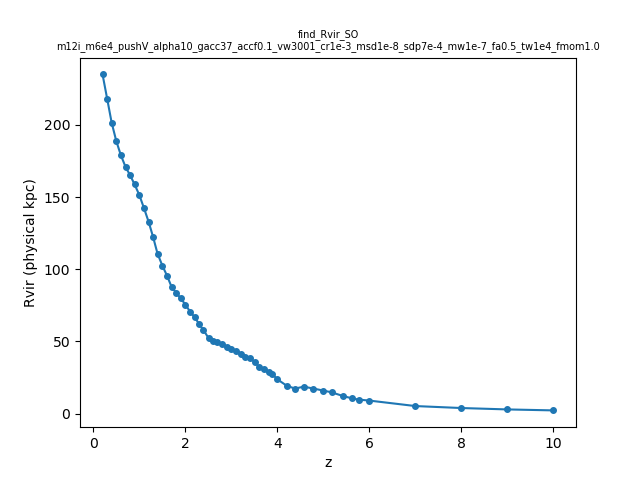 find_Rvir_SO
m12i_m6e4_pushV_alpha10_gacc37_accf0.1_vw3001_cr1e-3_msd1e-8_sdp7e-4_mw1e-7_fa0.5_tw1e4_fmom1.0
200
150
100
50
0
Rvir (physical kpc)
0 2 4 6 8 10
z